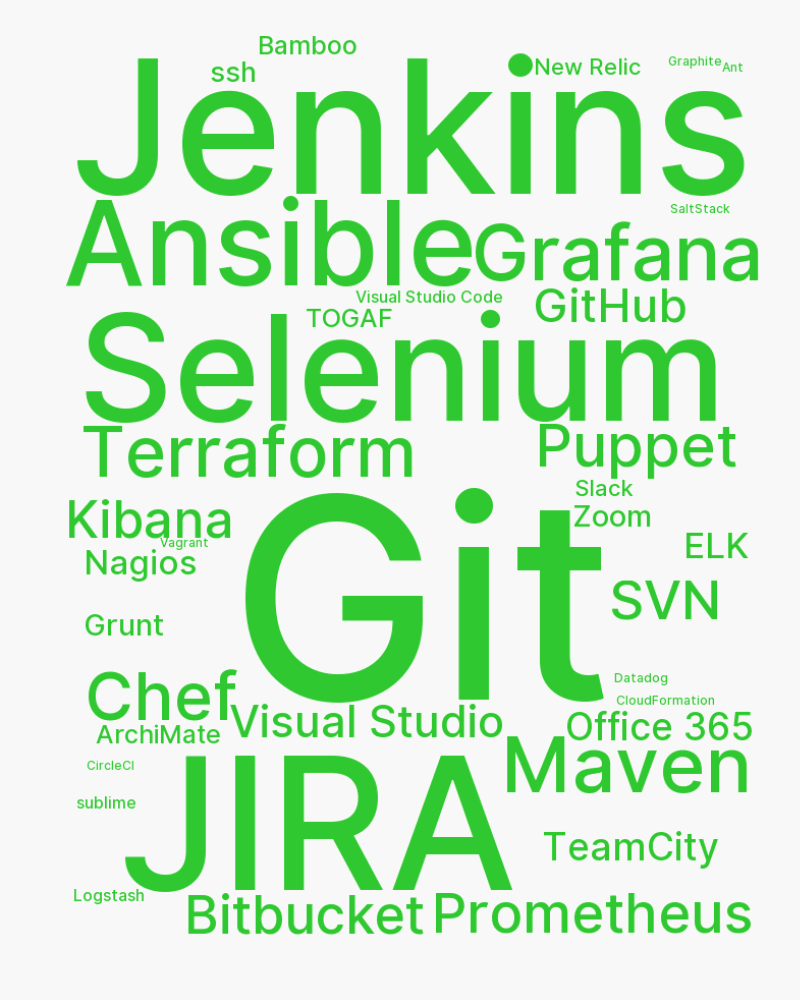 Bamboo
ssh
New Relic
Graphite
Ant
Jenkins
SaltStack
Ansible
Grafana
Visual Studio Code
GitHub
TOGAF
Selenium
Terraform
Puppet
Slack
Kibana
Zoom
Vagrant
ELK
Nagios
Git
SVN
Grunt
Datadog
Chef
CloudFormation
Visual Studio
Office 365
ArchiMate
Maven
CircleCI
sublime
JIRA
TeamCity
Logstash
Bitbucket
Prometheus